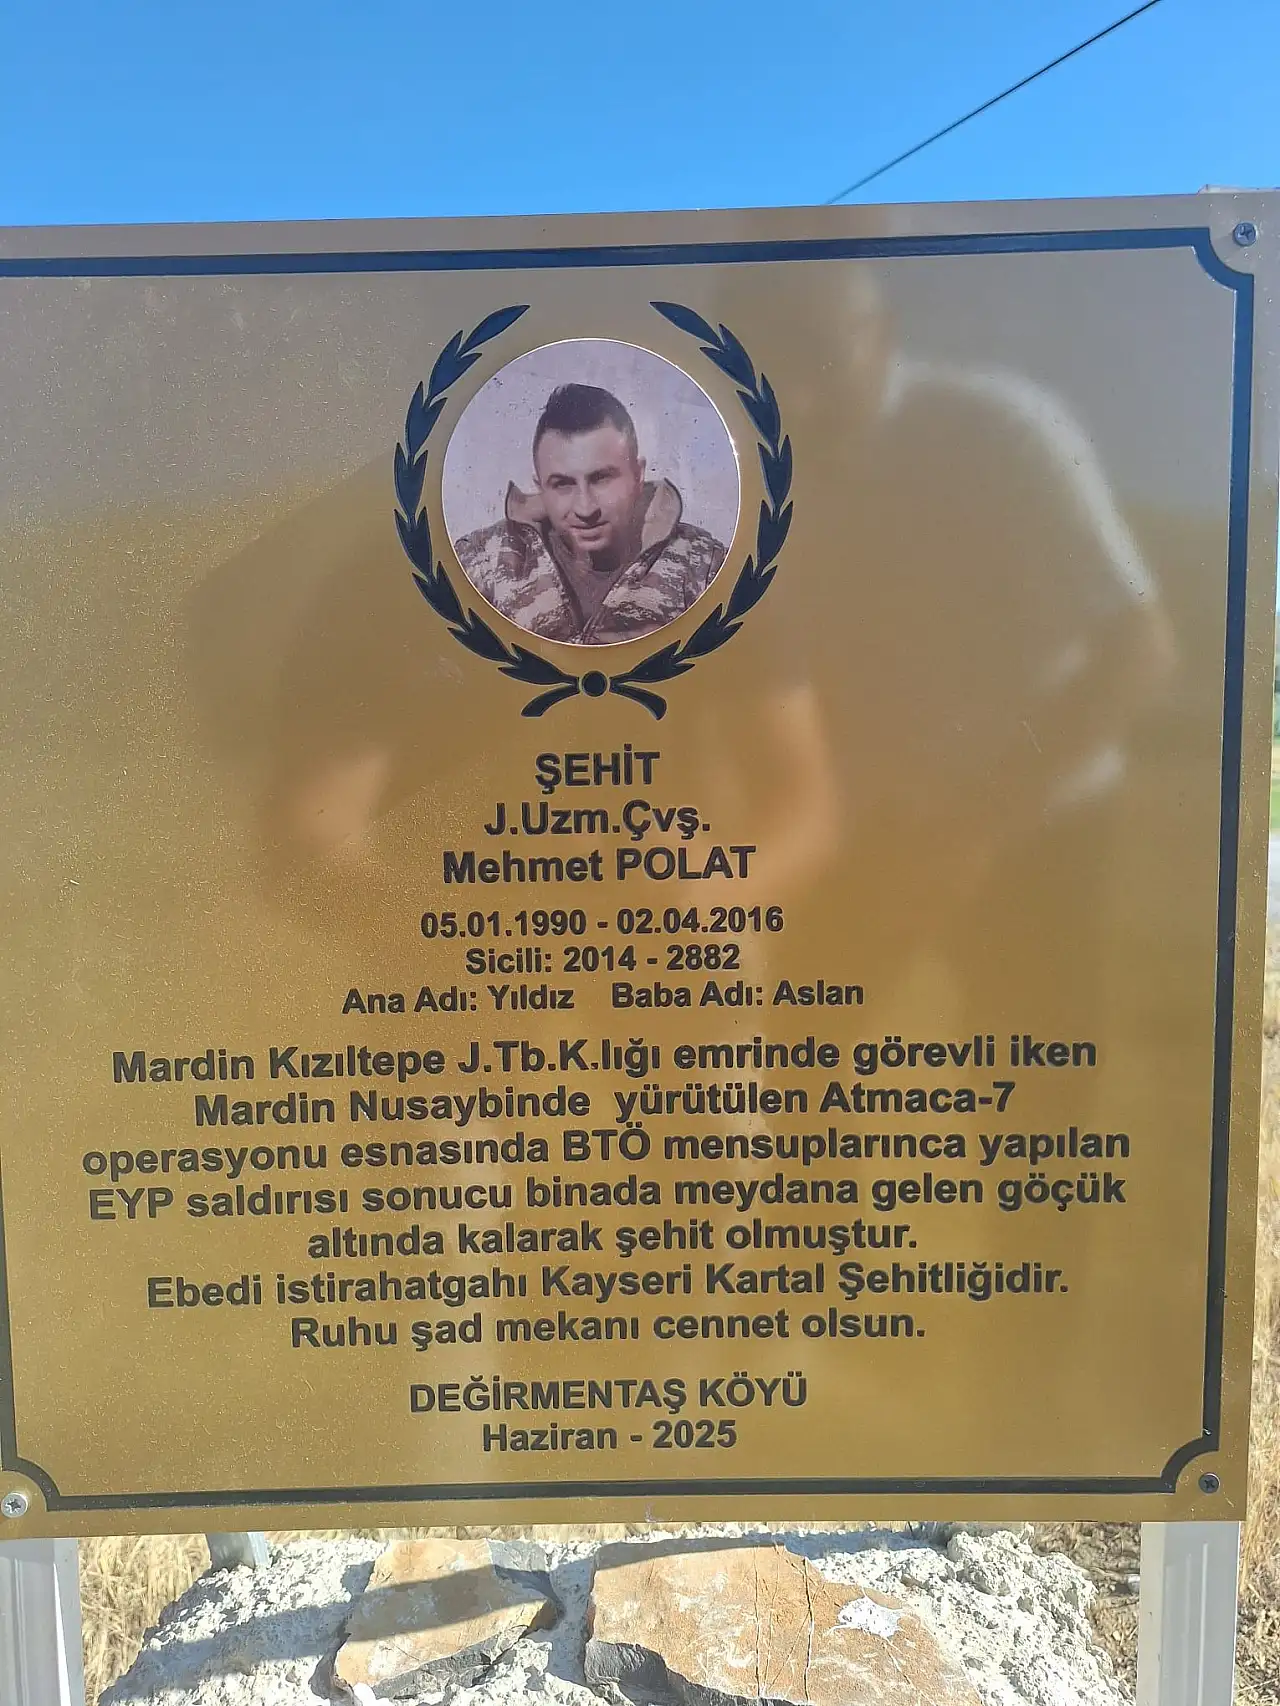 ŞEHİT
J.Uzm.Çvş.
Mehmet POLAT
05.01.1990 - 02.04.2016
Sicili: 2014 - 2882
Ana Adı: Yıldız Baba Adı: Aslan
Mardin Kızıltepe J.Tb.K.lığı emrinde görevli iken
Mardin Nusaybinde yürütülen Atmaca-7
operasyonu esnasında BTÖ mensuplarınca yapılan
EYP saldırısı sonucu binada meydana gelen göçük
altında kalarak şehit olmuştur.
Ebedi istirahatgahı Kayseri Kartal Şehitliğidir.
Ruhu şad mekanı cennet olsun.
DEĞİRMENTAŞ KÖYÜ
Haziran - 2025